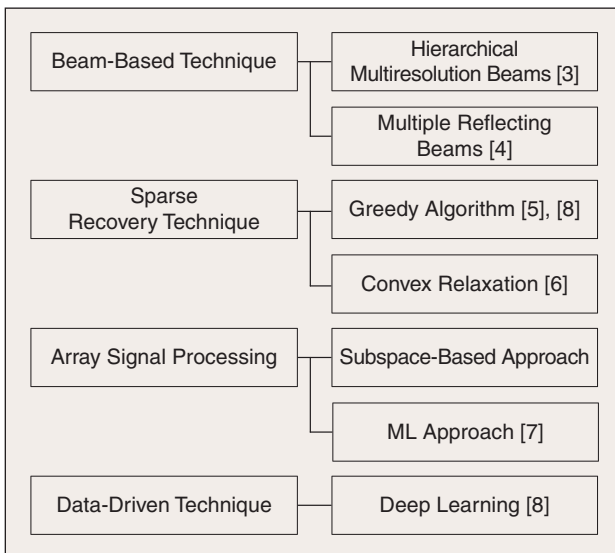 Beam-Based Technique
Hierarchical
Multiresolution Beams [3]
Multiple Reflecting
Beams [4]
Sparse
Recovery Technique
Greedy Algorithm [5], [8]
Convex Relaxation [6]
Array Signal Processing
Subspace-Based Approach
ML Approach [7]
Data-Driven Technique
Deep Learning [8]